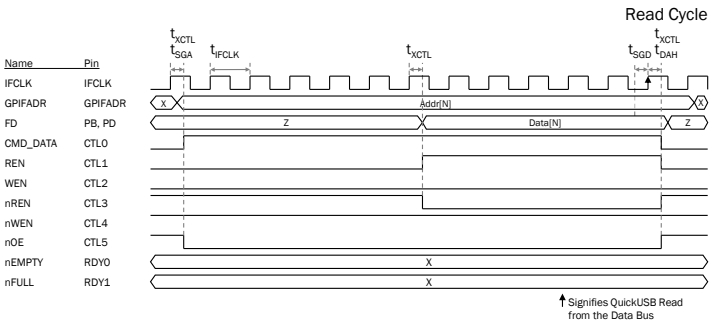 Read Cycle
tXCTL tXCTL
tSGA tIFCLK tXCTL tSGD tDAH
Name Pin
IFCLK IFCLK
GPIFADR GPIFADR X Addr[N] X
FD PB, PD Z Data[N] Z
CMD_DATA CTL0
REN CTL1
WEN CTL2
nREN CTL3
nWEN CTL4
nOE CTL5
nEMPTY RDY0 X
nFULL RDY1 X
Signifies QuickUSB Read
from the Data Bus